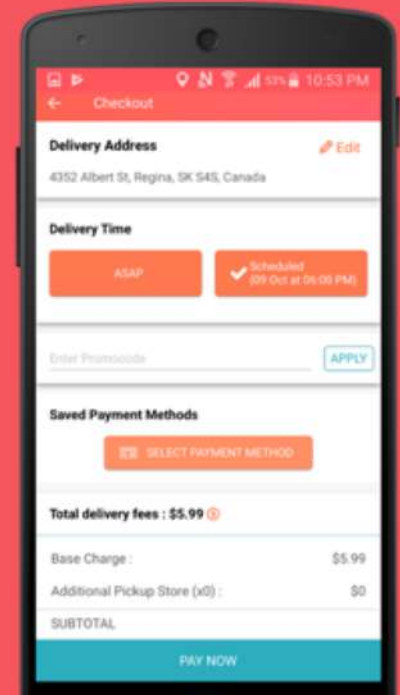 53% 10:53 PM
Checkout
Delivery Address
Edit
4352 Albert St, Regina, SK S4S, Canada
Delivery Time
ASAP
Scheduled
(09 Oct at 06:00 PM)
Enter Promocode
APPLY
Saved Payment Methods
SELECT PAYMENT METHOD
Total delivery fees : $5.99
Base Charge : $5.99
Additional Pickup Store (x0) : $0
SUBTOTAL
PAY NOW